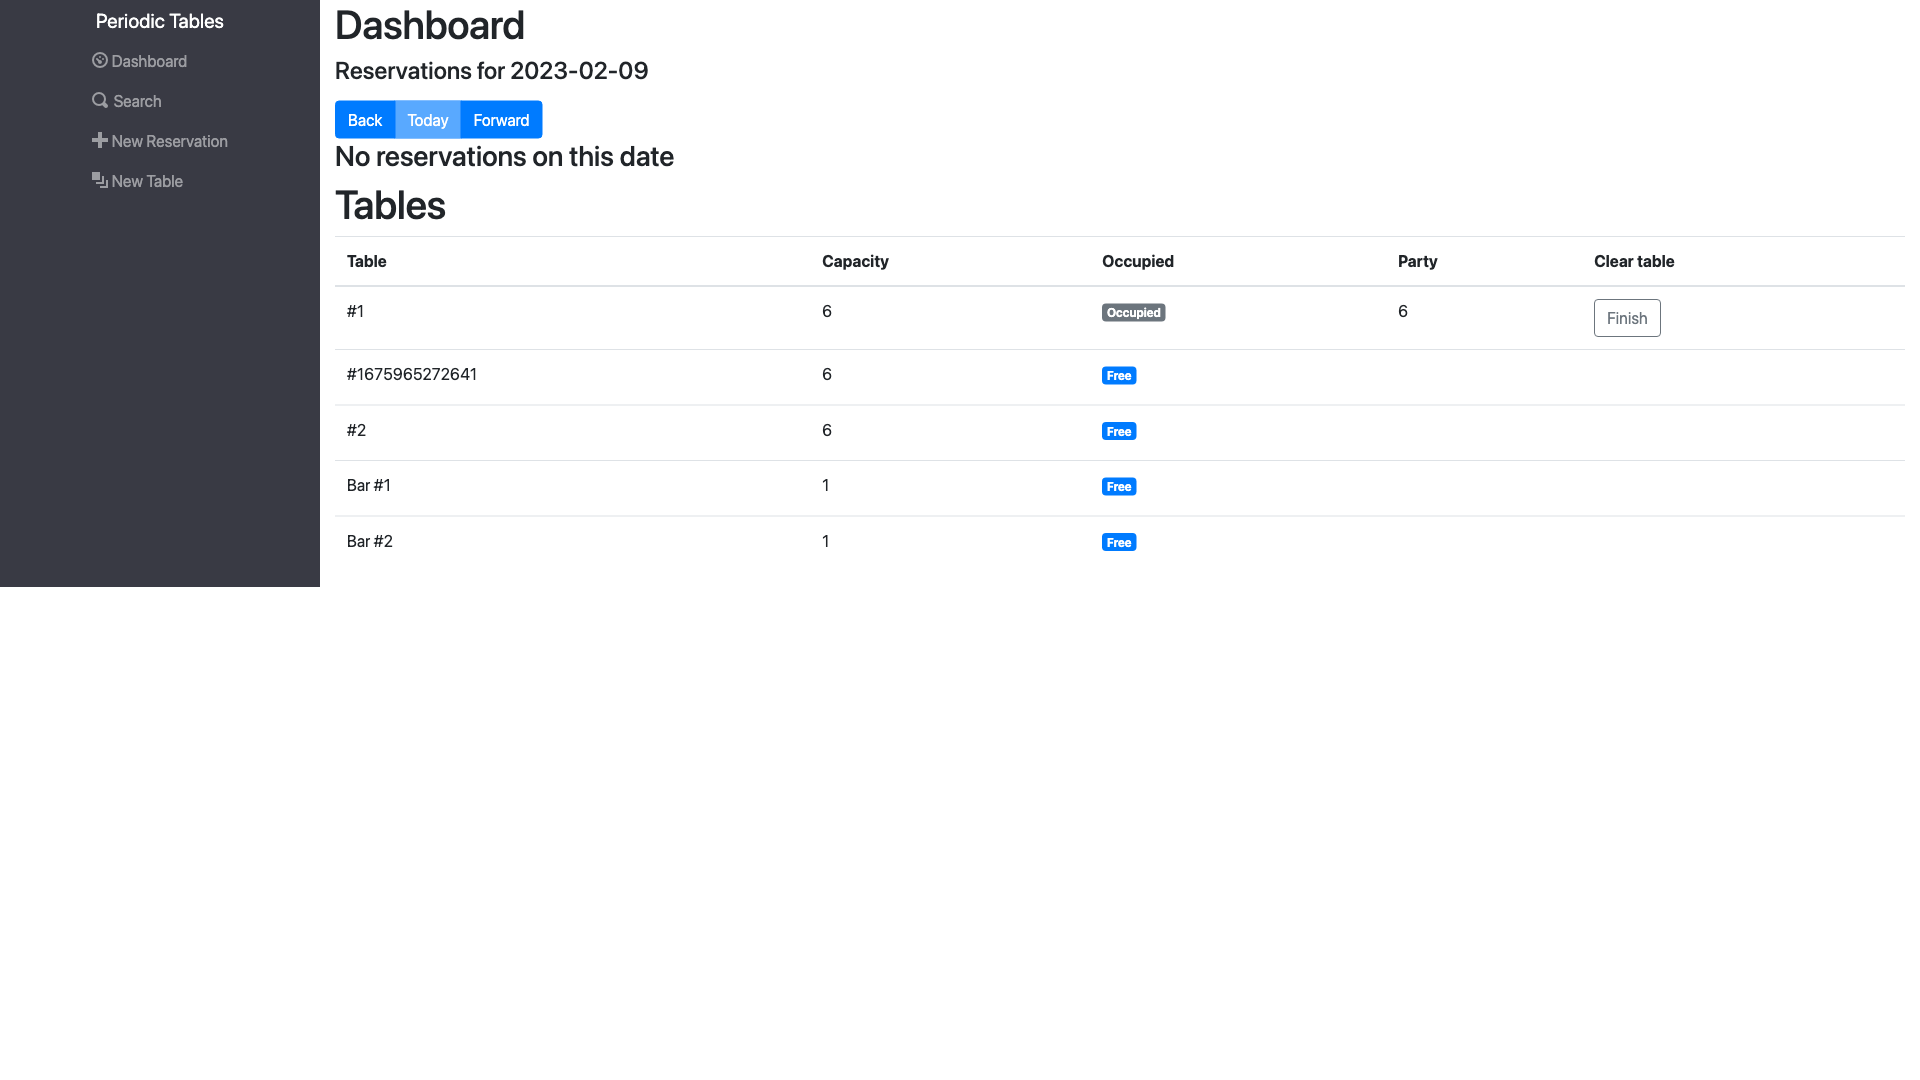 Periodic Tables
Dashboard
Search
New Reservation
New Table
Dashboard
Reservations for 2023-02-09
Back Today Forward
No reservations on this date
Tables
Table Capacity Occupied Party Clear table
#1 6 Occupied 6 Finish
#1675965272641 6 Free
#2 6 Free
Bar #1 1 Free
Bar #2 1 Free